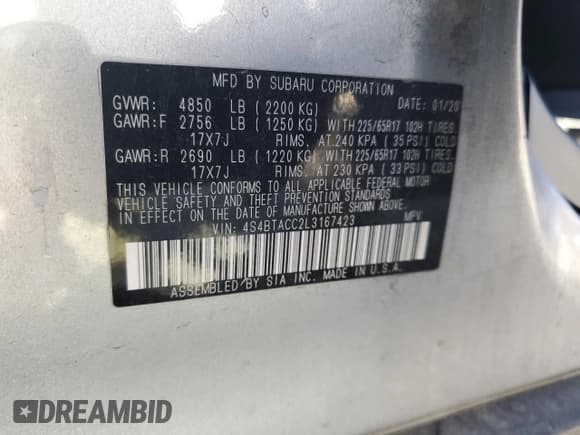 MFD BY SUBARU CORPORATION
GVWR: 4850 LB (2200 KG) DATE: 01/20
GAWR:F 2756 LB (1250 KG) WITH 225/65R17 102H TIRES.
17X7J RIMS. AT 240 KPA (35 PSI) COLD
GAWR:R 2690 LB (1220 KG) WITH 225/65R17 102H TIRES.
17X7J RIMS. AT 230 KPA (33 PSI) COLD
THIS VEHICLE CONFORMS TO ALL APPLICABLE FEDERAL MOTOR
VEHICLE SAFETY, BUMPER, AND THEFT PREVENTION STANDARDS
IN EFFECT ON THE DATE OF MANUFACTURE SHOWN ABOVE.
VIN: 4S4BTACC2L3167423 MPV
ASSEMBLED BY SIA INC. MADE IN U.S.A.
DREAMBID